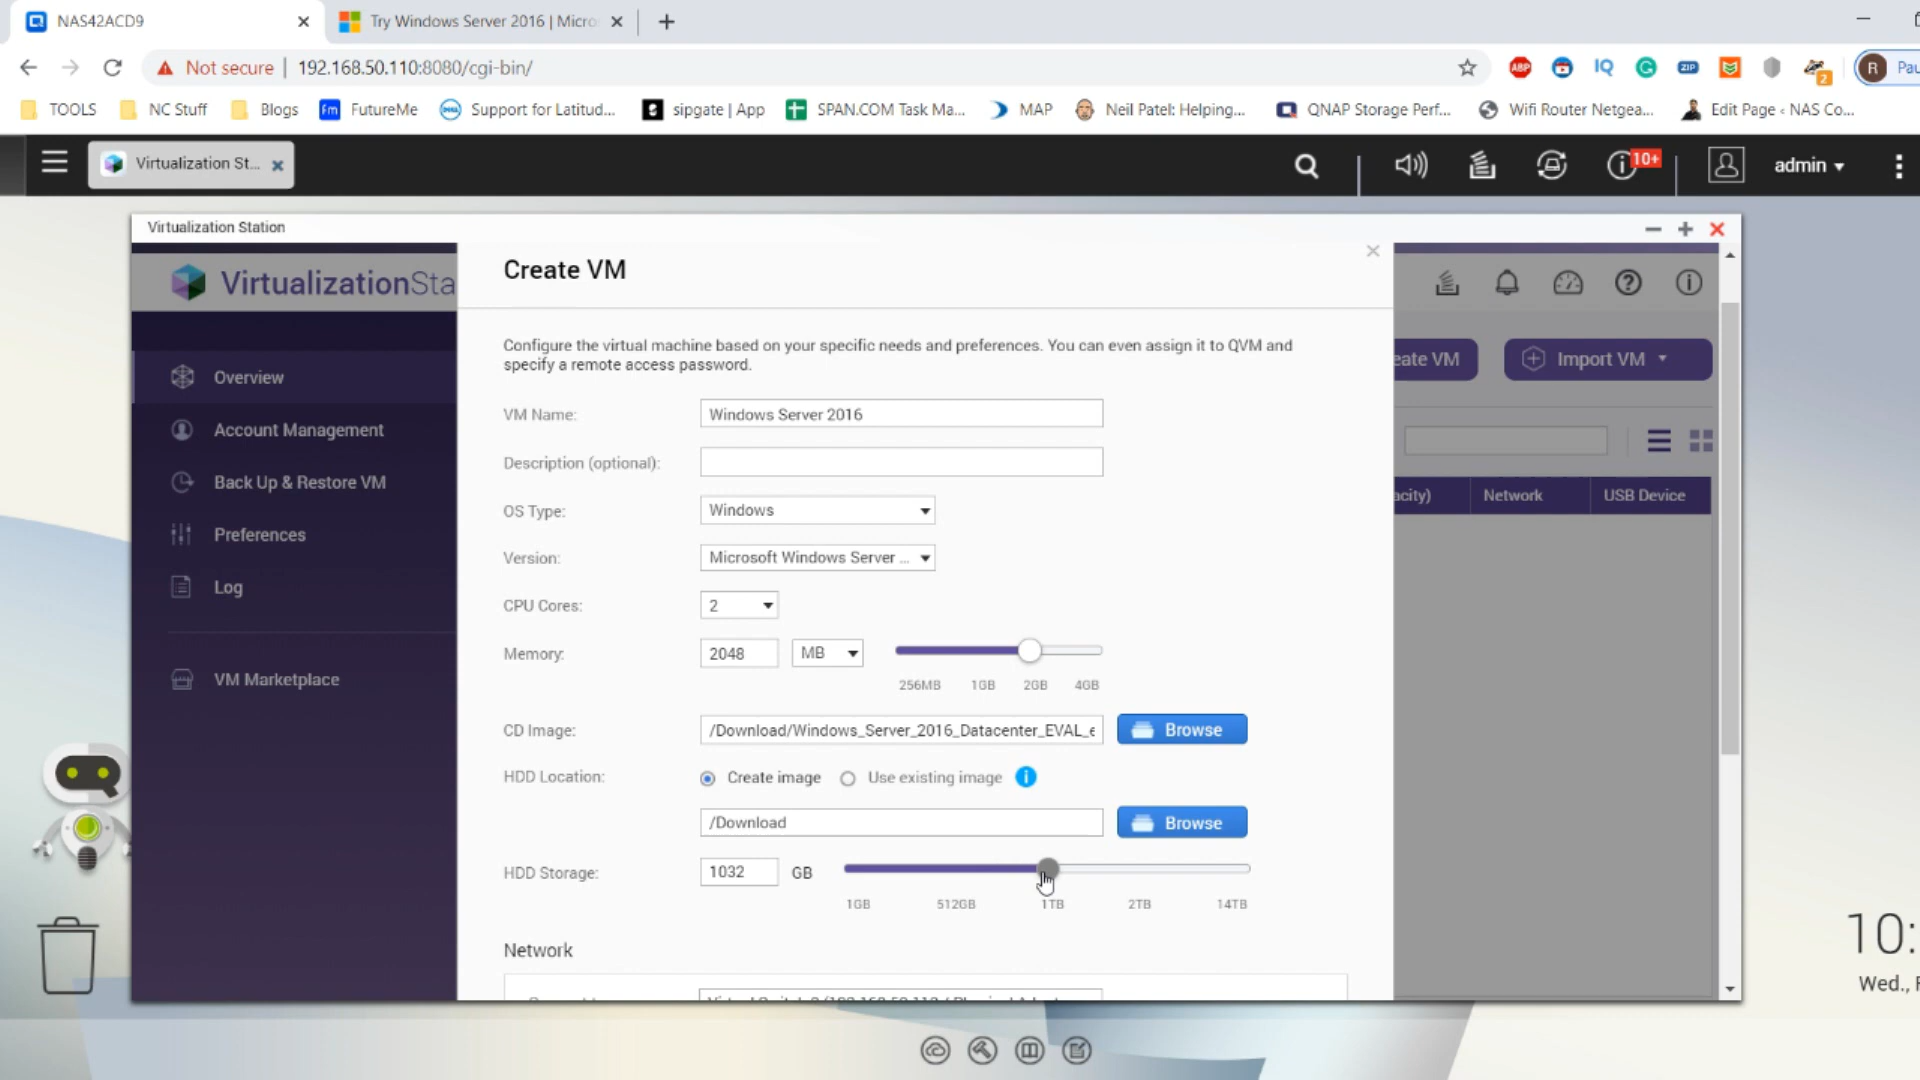 NAS42ACD9
Try Windows Server 2016 | Micro
Not secure | 192.168.50.110:8080/cgi-bin/
ABP
IQ
ZIP
2
R
Pau
TOOLS
NC Stuff
Blogs
Fm FutureMe
Support for Latitud...
sipgate | App
SPAN.COM Task Ma...
MAP
Neil Patel: Helping...
QNAP Storage Perf...
Wifi Router Netgea...
Edit Page ‹ NAS Co...
Virtualization St...
10+
admin
Virtualization Station
VirtualizationSta
Overview
Account Management
Back Up & Restore VM
Preferences
Log
VM Marketplace
Create VM
Configure the virtual machine based on your specific needs and preferences. You can even assign it to QVM and
specify a remote access password.
VM Name: Windows Server 2016
Description (optional):
OS Type: Windows
Version: Microsoft Windows Server ...
CPU Cores: 2
Memory: 2048 MB
256MB 1GB 2GB 4GB
CD Image: /Download/Windows_Server_2016_Datacenter_EVAL_e Browse
HDD Location: Create image Use existing image
/Download Browse
HDD Storage: 1032 GB
1GB 512GB 1TB 2TB 14TB
Network
eate VM
Import VM
acity) Network USB Device
10:
Wed., F